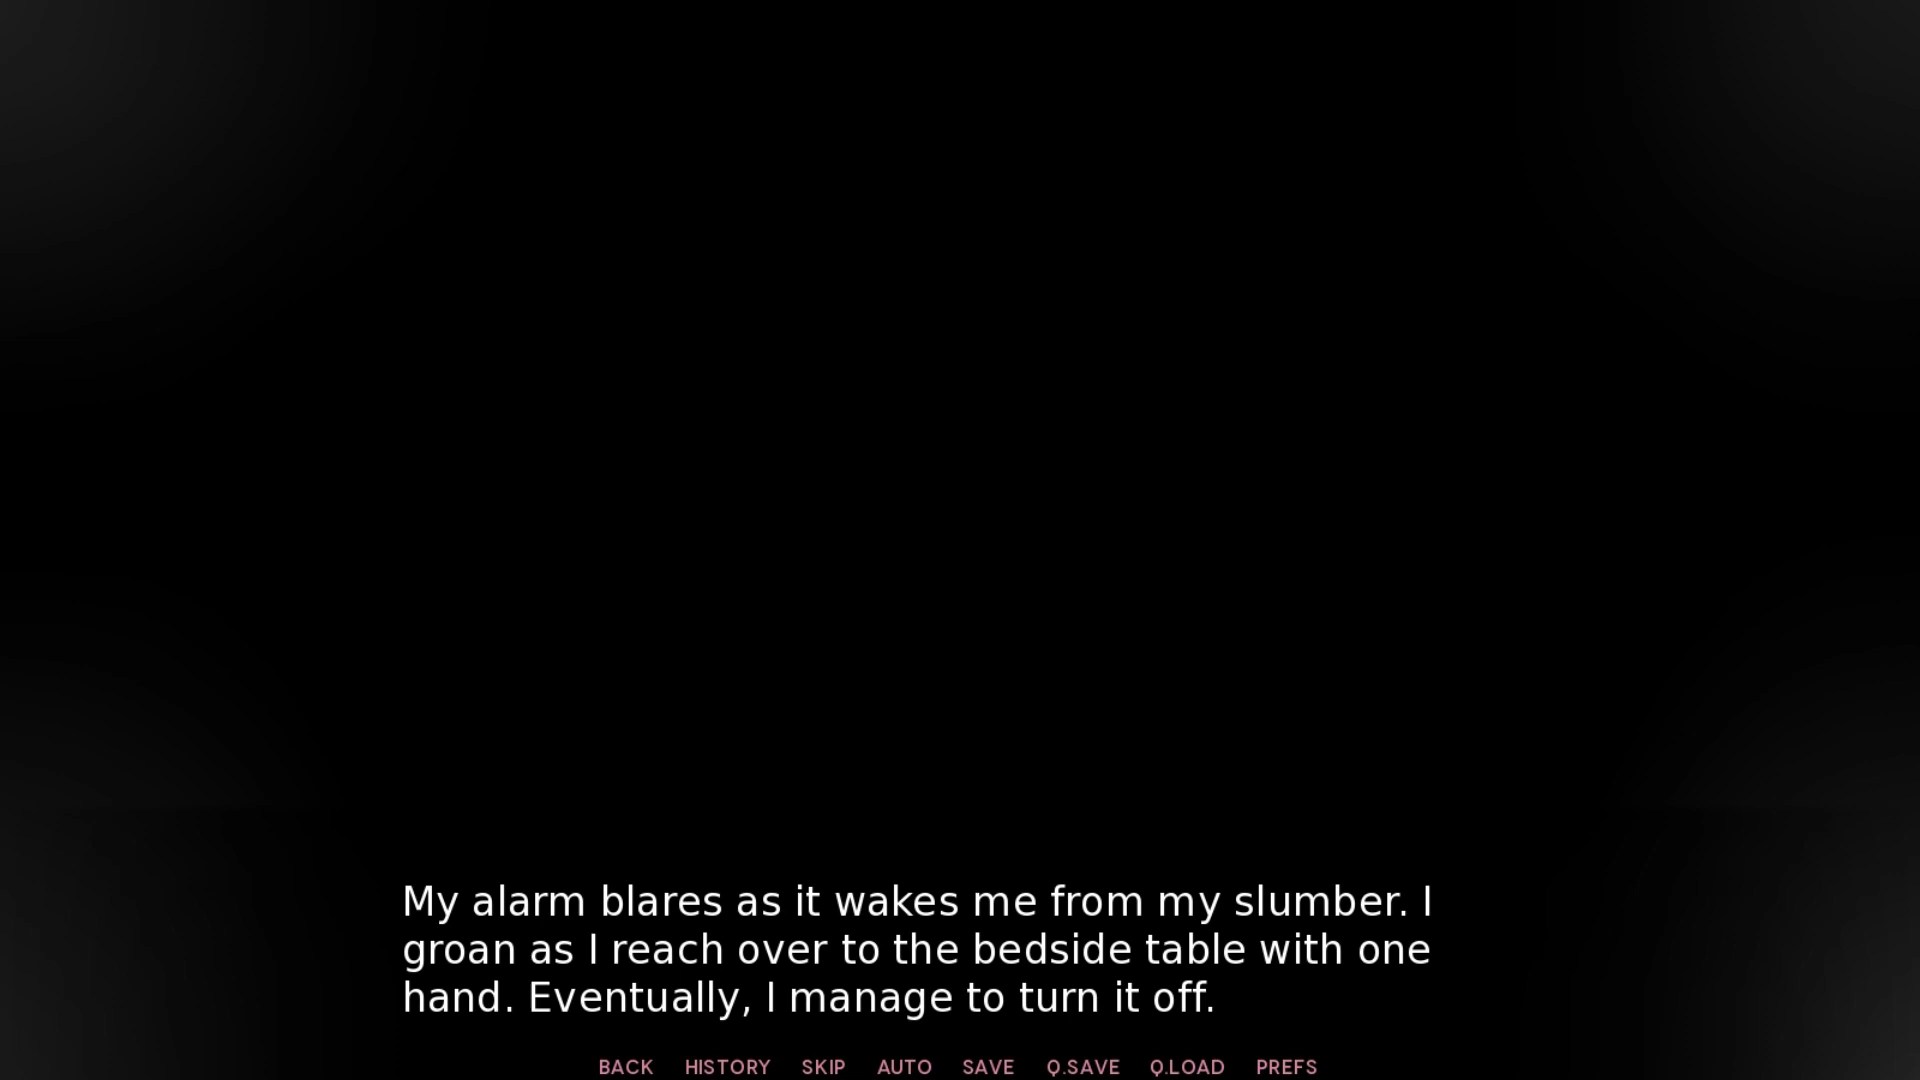 My alarm blares as it wakes me from my slumber. I
groan as I reach over to the bedside table with one
hand. Eventually, I manage to turn it off.
BACK HISTORY SKIP AUTO SAVE Q.SAVE Q.LOAD PREFS